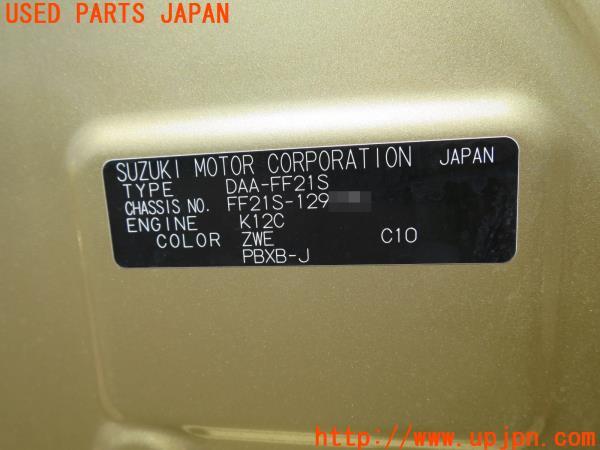 USED PARTS JAPAN
SUZUKI MOTOR CORPORATION JAPAN
TYPE DAA-FF21S
CHASSIS NO. FF21S-129
ENGINE K12C
COLOR ZWE C10
PBXB-J
http://www.upjpn.com